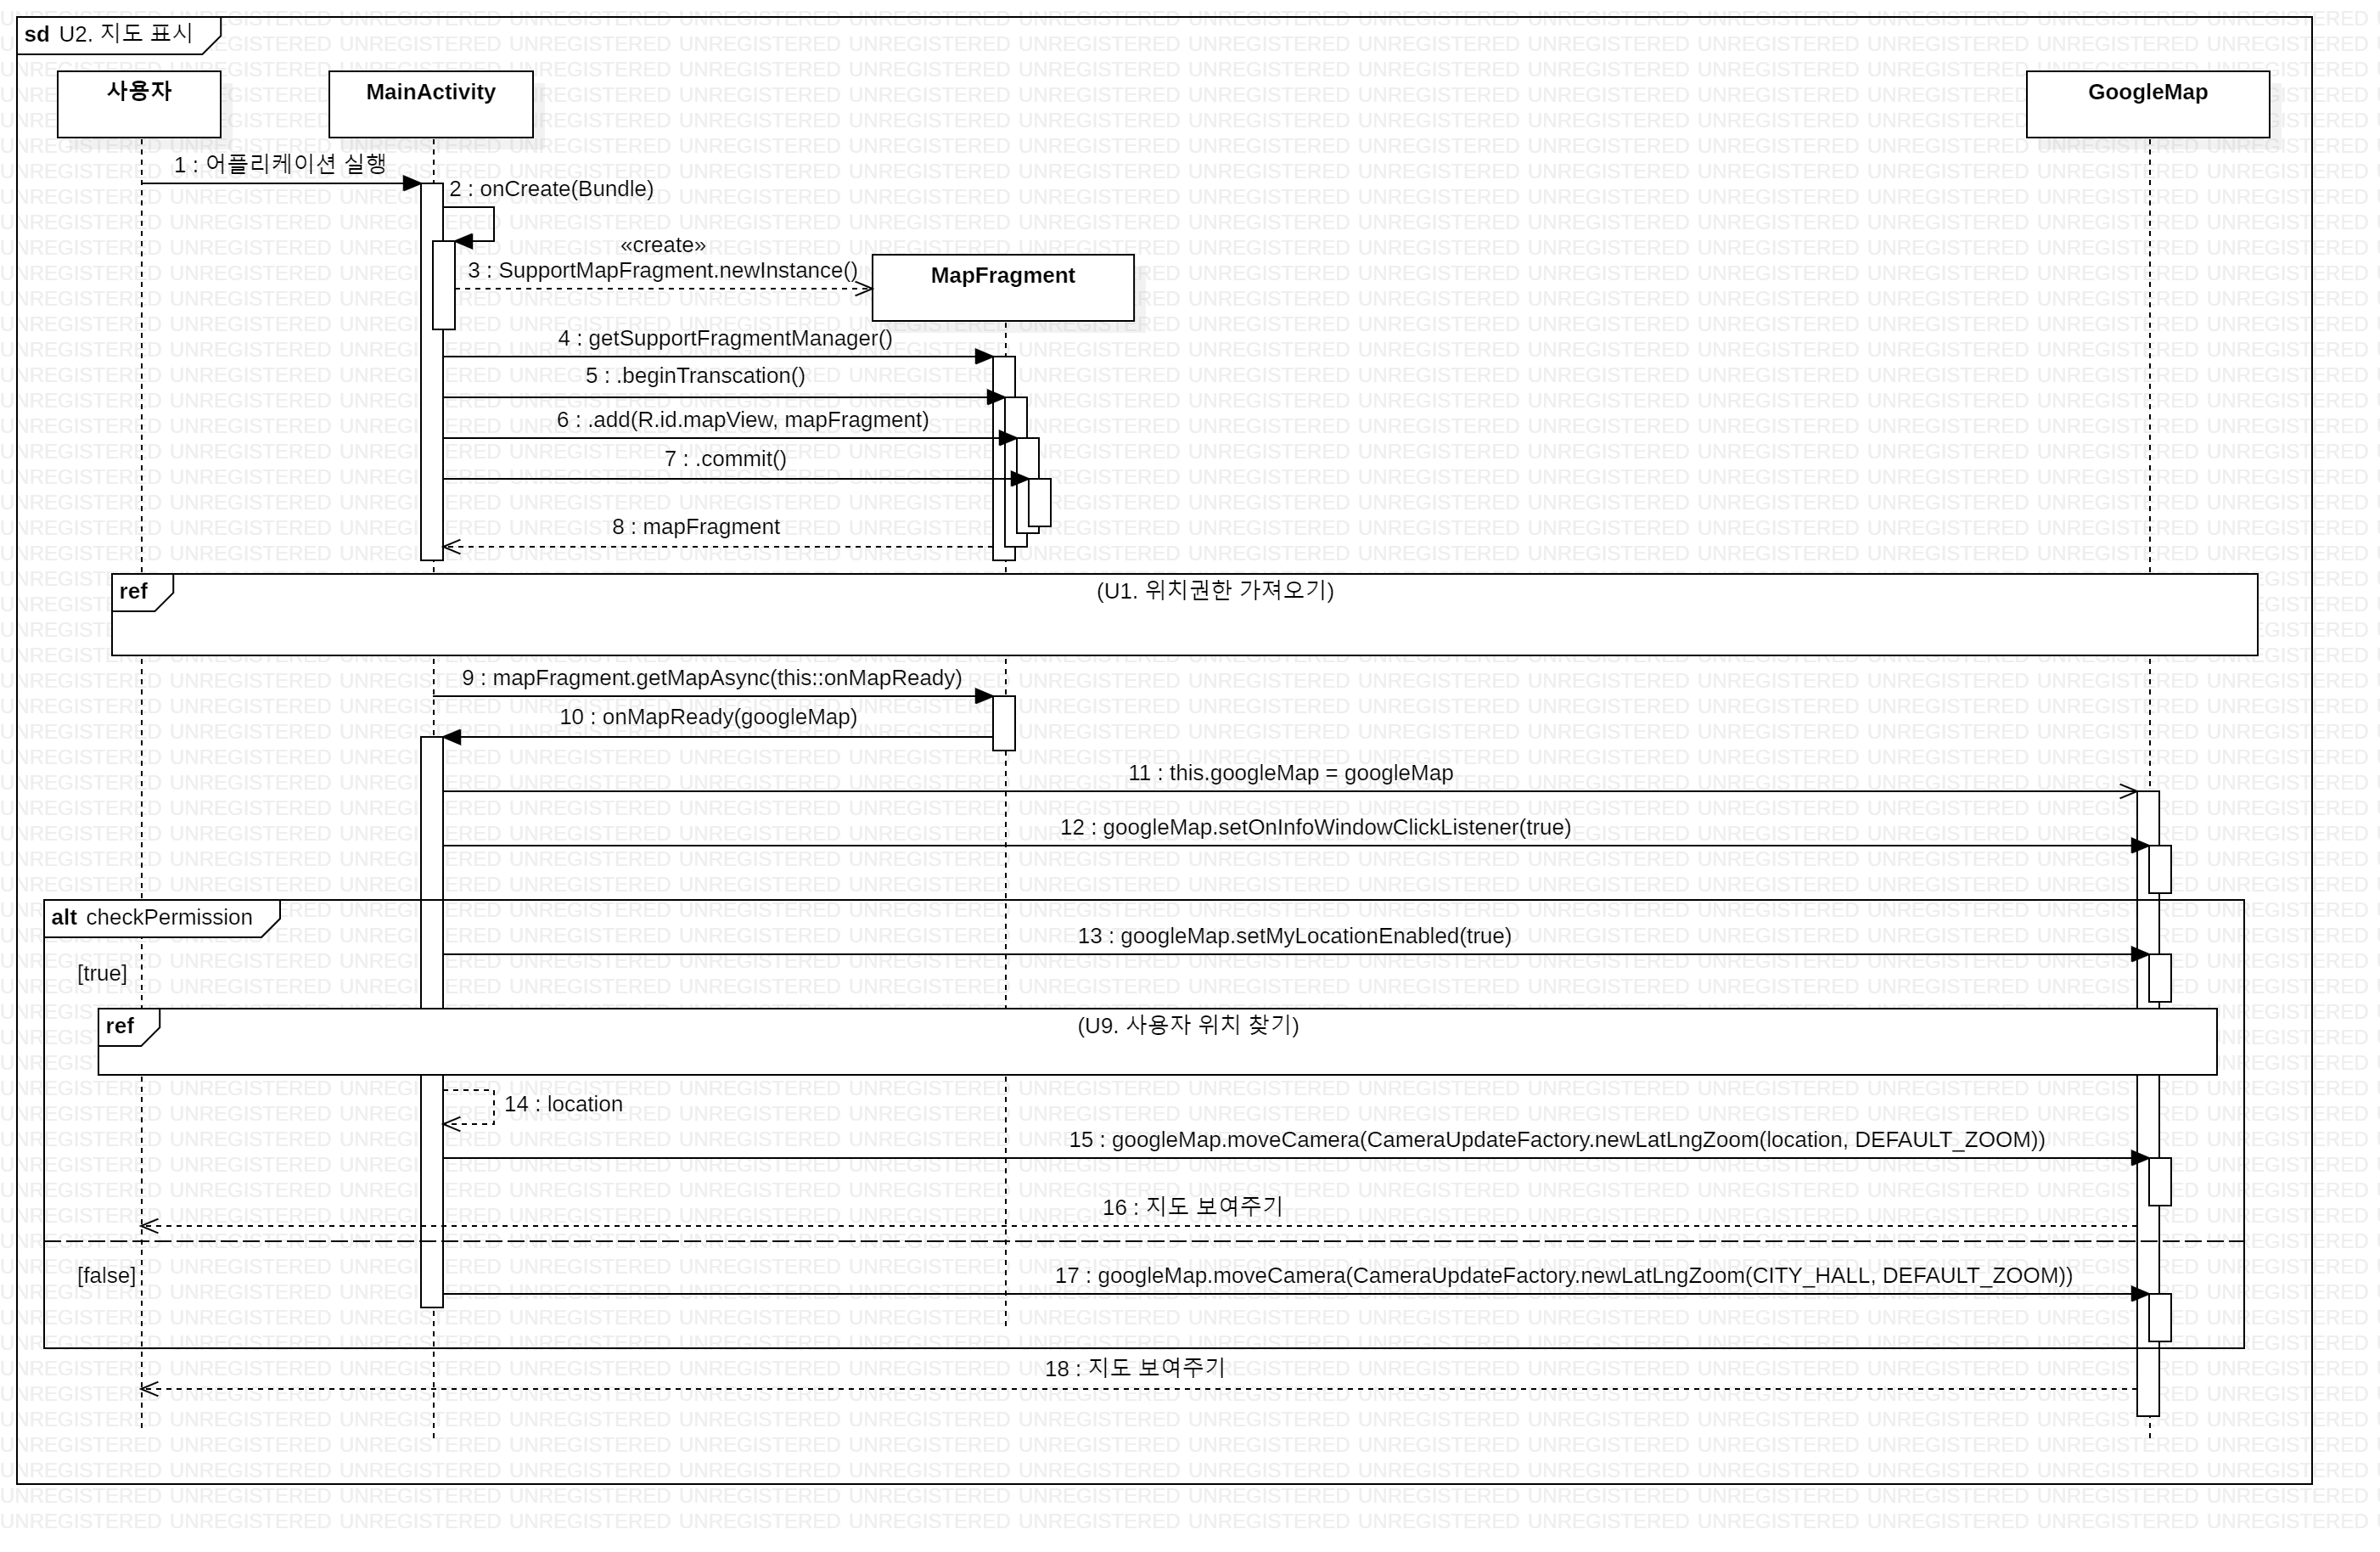 sd U2. 지도 표시
사용자
MainActivity
GoogleMap
1 : 어플리케이션 실행
2 : onCreate(Bundle)
«create»
3 : SupportMapFragment.newInstance()
MapFragment
4 : getSupportFragmentManager()
5 : .beginTranscation()
6 : .add(R.id.mapView, mapFragment)
7 : .commit()
8 : mapFragment
ref (U1. 위치권한 가져오기)
9 : mapFragment.getMapAsync(this::onMapReady)
10 : onMapReady(googleMap)
11 : this.googleMap = googleMap
12 : googleMap.setOnInfoWindowClickListener(true)
alt checkPermission
13 : googleMap.setMyLocationEnabled(true)
[true]
ref (U9. 사용자 위치 찾기)
14 : location
15 : googleMap.moveCamera(CameraUpdateFactory.newLatLngZoom(location, DEFAULT_ZOOM))
16 : 지도 보여주기
[false]
17 : googleMap.moveCamera(CameraUpdateFactory.newLatLngZoom(CITY_HALL, DEFAULT_ZOOM))
18 : 지도 보여주기
UNREGISTERED